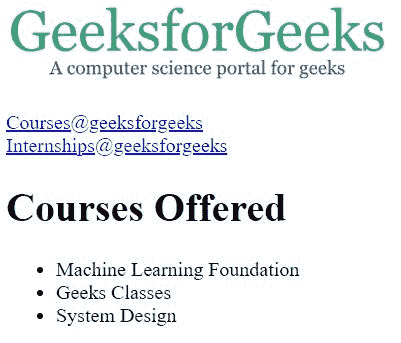 GeeksforGeeks
A computer science portal for geeks
Courses@geeksforgeeks
Internships@geeksforgeeks
Courses Offered
Machine Learning Foundation
Geeks Classes
System Design